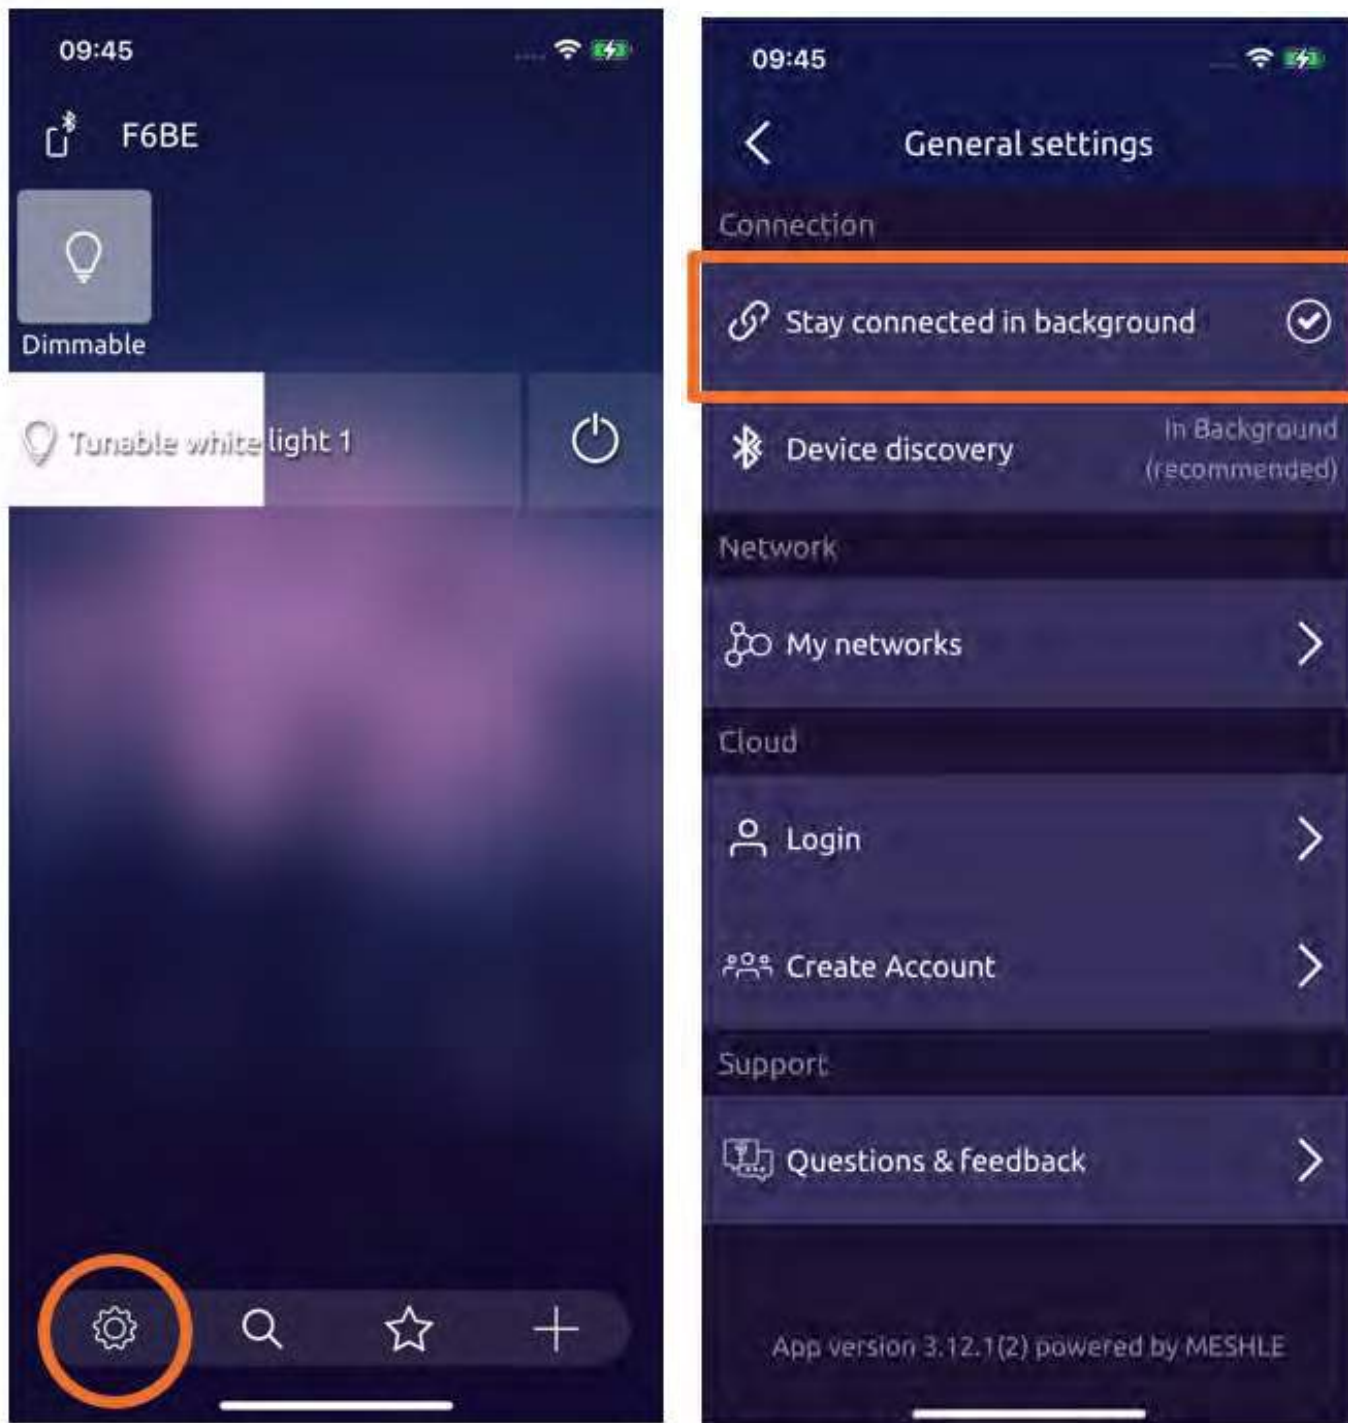 09:45
F6BE
Dimmable
Tunable white light 1
09:45
General settings
Connection
Stay connected in background
Device discovery
In Background
(recommended)
Network
My networks
Cloud
Login
Create Account
Support
Questions & feedback
App version 3.12.1(2) powered by MESHLE